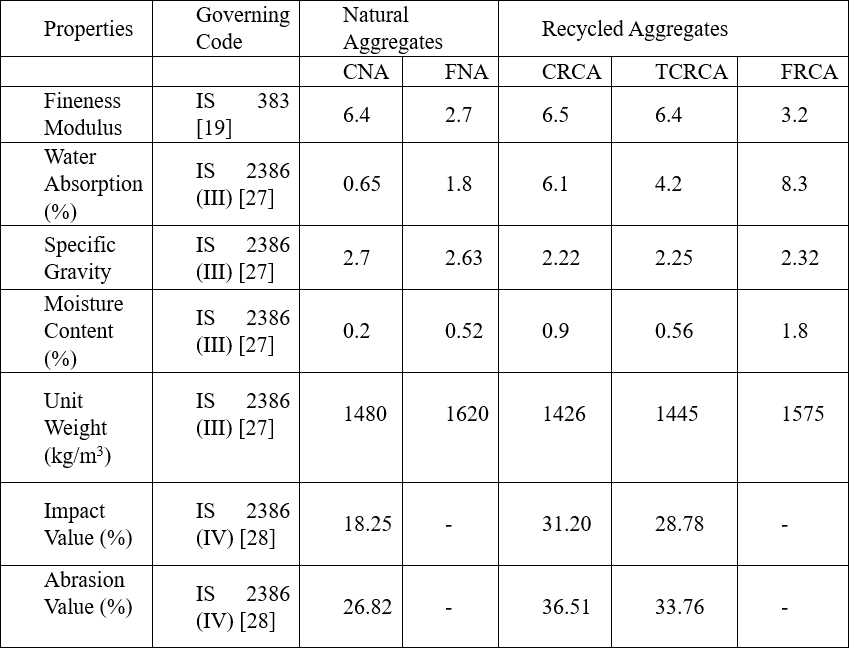 Properties Governing Code Natural Aggregates Recycled Aggregates
CNA FNA CRCA TCRCA FRCA
Fineness Modulus IS 383 [19] 6.4 2.7 6.5 6.4 3.2
Water Absorption (%) IS 2386 (III) [27] 0.65 1.8 6.1 4.2 8.3
Specific Gravity IS 2386 (III) [27] 2.7 2.63 2.22 2.25 2.32
Moisture Content (%) IS 2386 (III) [27] 0.2 0.52 0.9 0.56 1.8
Unit Weight (kg/m³) IS 2386 (III) [27] 1480 1620 1426 1445 1575
Impact Value (%) IS 2386 (IV) [28] 18.25 - 31.20 28.78 -
Abrasion Value (%) IS 2386 (IV) [28] 26.82 - 36.51 33.76 -